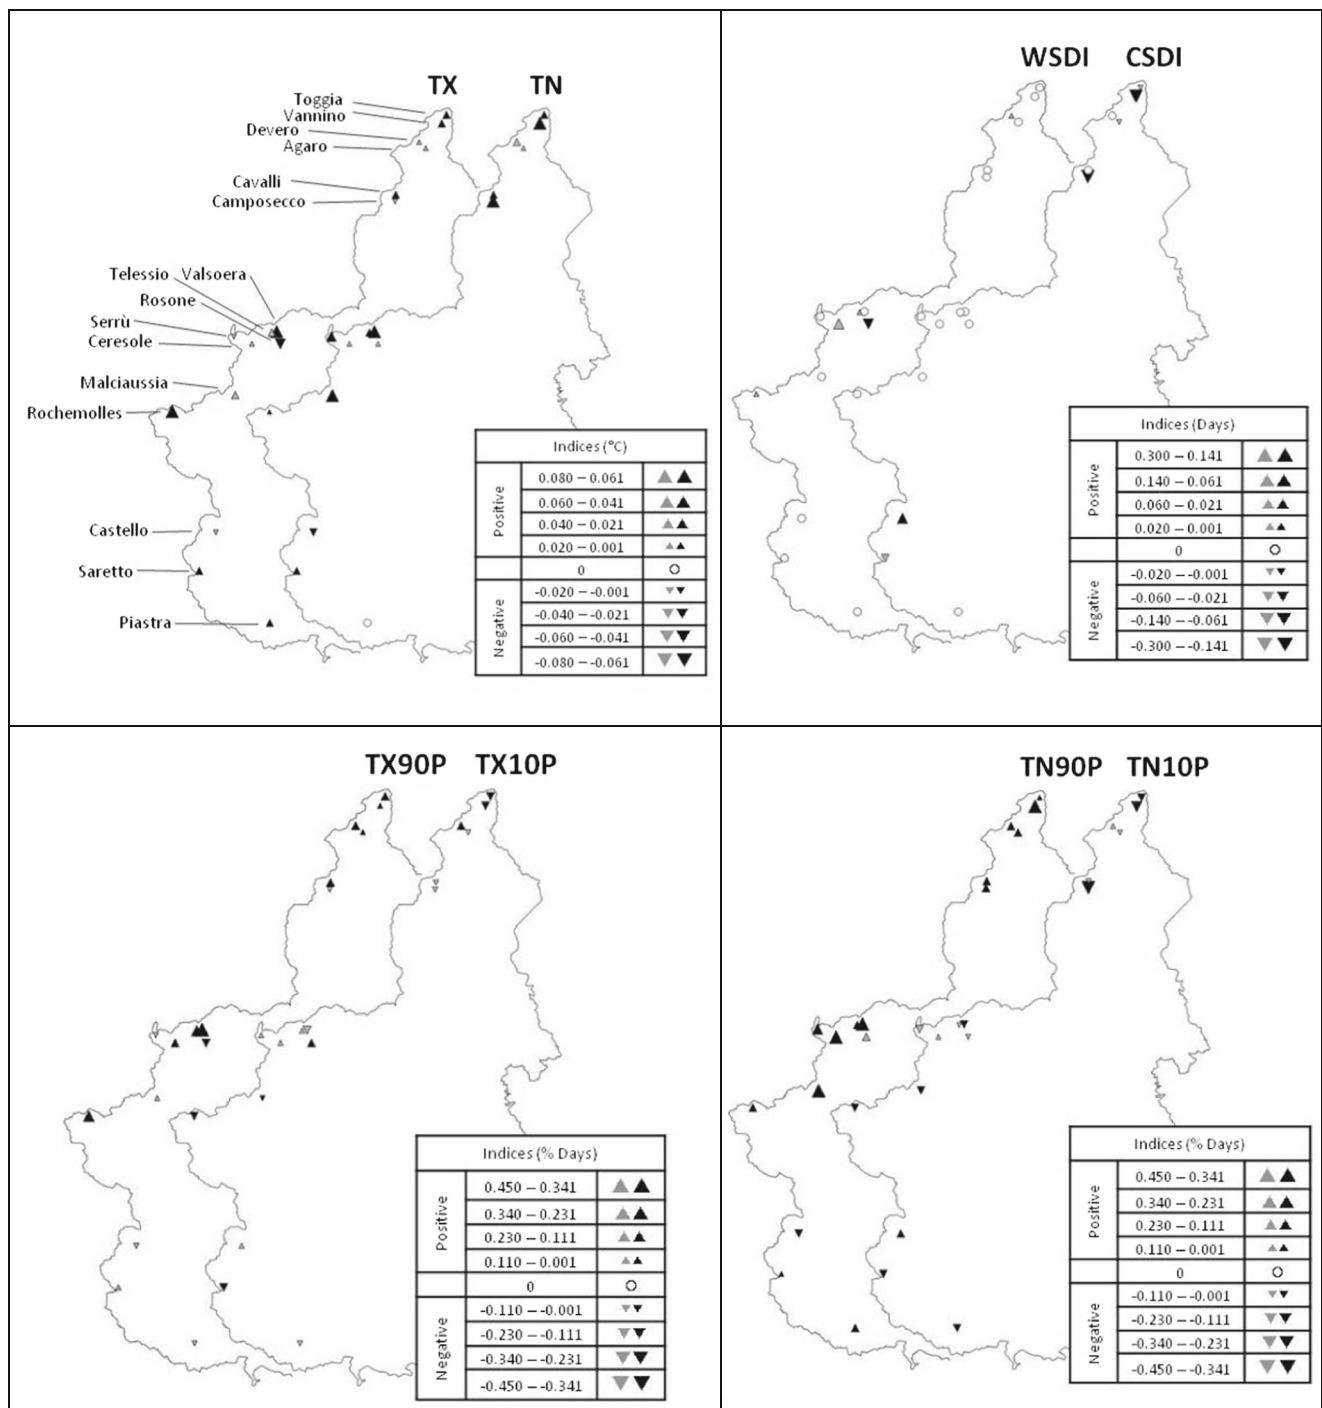 TX TN
Toggia
Vannino
Devero
Agaro
Cavalli
Camposecco
Telessio Valsoera
Rosone
Serrù
Ceresole
Malciaussia
Rochemolles
Castello
Saretto
Piastra
Indices (°C)
Positive
0.080 – 0.061
0.060 – 0.041
0.040 – 0.021
0.020 – 0.001
0
Negative
-0.020 – -0.001
-0.040 – -0.021
-0.060 – -0.041
-0.080 – -0.061
WSDI CSDI
Indices (Days)
Positive
0.300 – 0.141
0.140 – 0.061
0.060 – 0.021
0.020 – 0.001
0
Negative
-0.020 – -0.001
-0.060 – -0.021
-0.140 – -0.061
-0.300 – -0.141
TX90P TX10P
Indices (% Days)
Positive
0.450 – 0.341
0.340 – 0.231
0.230 – 0.111
0.110 – 0.001
0
Negative
-0.110 – -0.001
-0.230 – -0.111
-0.340 – -0.231
-0.450 – -0.341
TN90P TN10P
Indices (% Days)
Positive
0.450 – 0.341
0.340 – 0.231
0.230 – 0.111
0.110 – 0.001
0
Negative
-0.110 – -0.001
-0.230 – -0.111
-0.340 – -0.231
-0.450 – -0.341